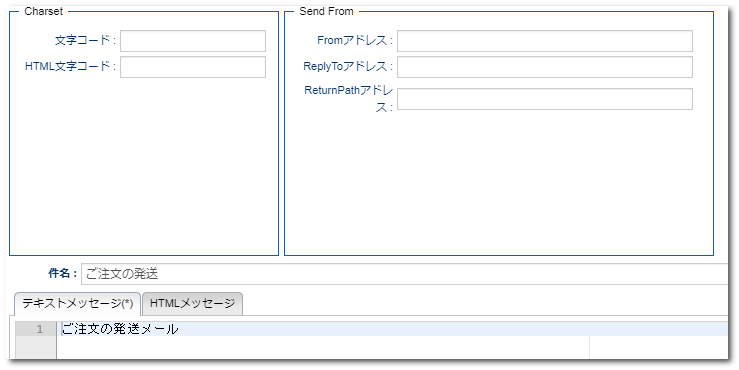 Charset
文字コード :
HTML文字コード :
Send From
Fromアドレス :
ReplyToアドレス :
ReturnPathアドレ
ス :
件名 : ご注文の発送
テキストメッセージ(*) HTMLメッセージ
1 ご注文の発送メール